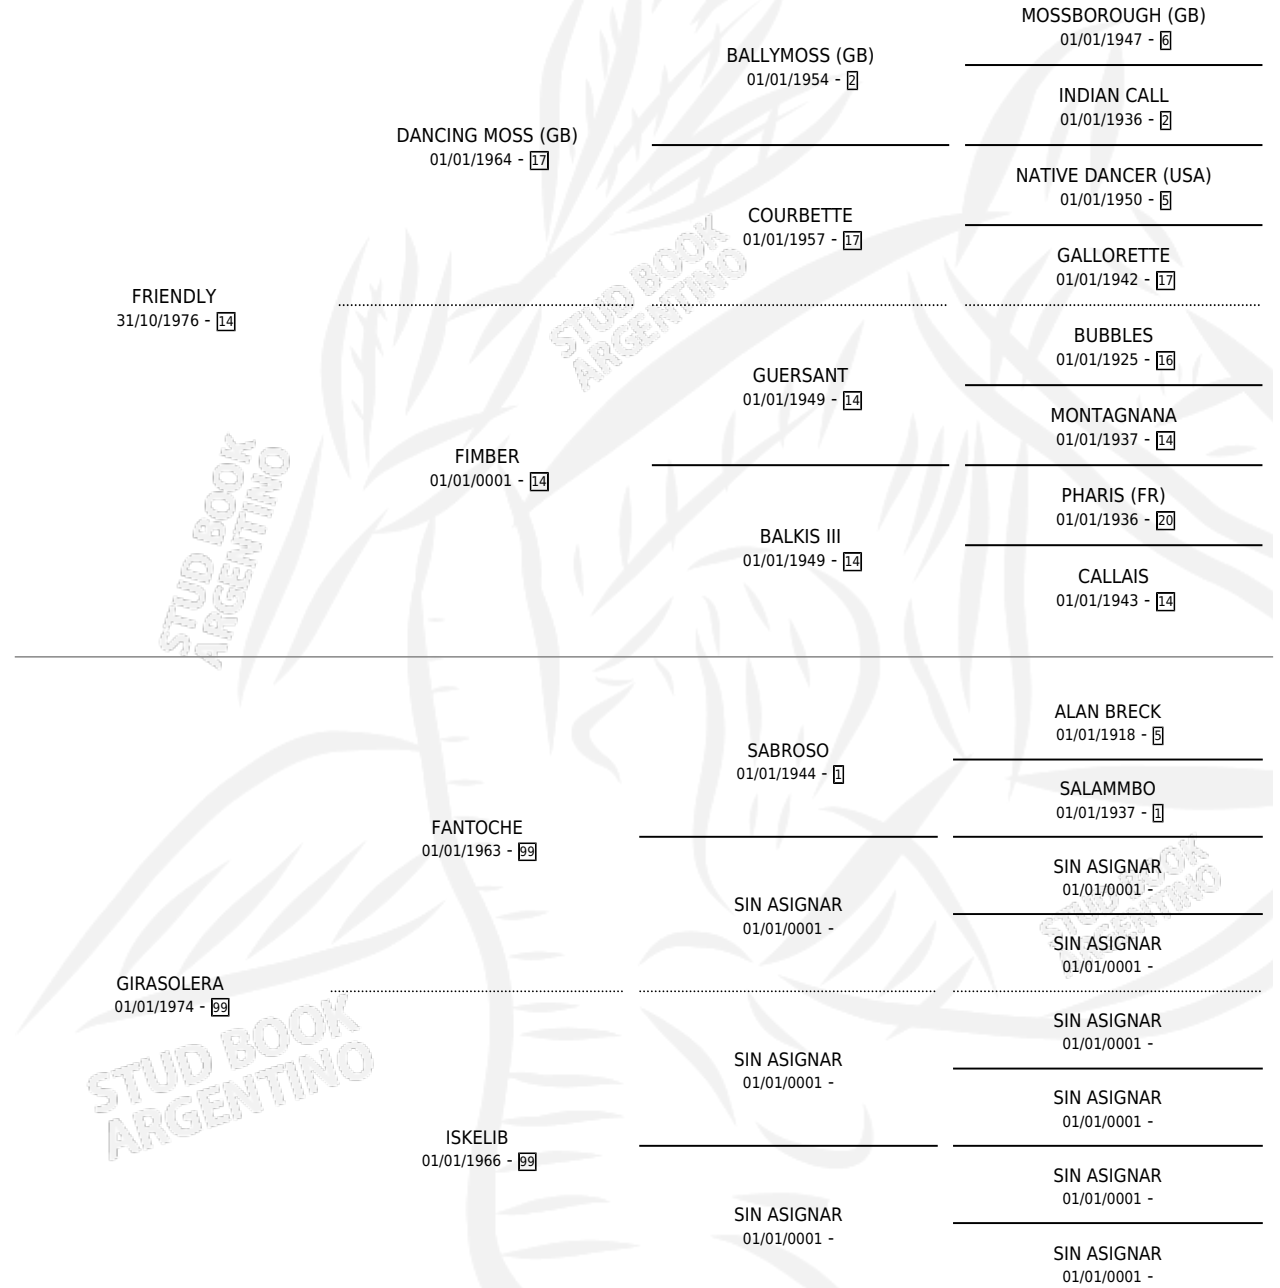 MOSSBOROUGH (GB)
01/01/1947 - 6
BALLYMOSS (GB)
01/01/1954 - 2
INDIAN CALL
01/01/1936 - 2
DANCING MOSS (GB)
01/01/1964 - 17
NATIVE DANCER (USA)
01/01/1950 - 5
COURBETTE
01/01/1957 - 17
GALLORETTE
01/01/1942 - 17
FRIENDLY
31/10/1976 - 14
BUBBLES
01/01/1925 - 16
GUERSANT
01/01/1949 - 14
MONTAGNANA
01/01/1937 - 14
FIMBER
01/01/0001 - 14
PHARIS (FR)
01/01/1936 - 20
BALKIS III
01/01/1949 - 14
CALLAIS
01/01/1943 - 14
STUD BOOK
ARGENTINO
STUD BOOK
ARGENTINO
ALAN BRECK
01/01/1918 - 5
SABROSO
01/01/1944 - 1
SALAMMBO
01/01/1937 - 1
FANTOCHE
01/01/1963 - 99
SIN ASIGNAR
01/01/0001 -
SIN ASIGNAR
01/01/0001 -
SIN ASIGNAR
01/01/0001 -
GIRASOLERA
01/01/1974 - 99
SIN ASIGNAR
01/01/0001 -
SIN ASIGNAR
01/01/0001 -
SIN ASIGNAR
01/01/0001 -
ISKELIB
01/01/1966 - 99
SIN ASIGNAR
01/01/0001 -
SIN ASIGNAR
01/01/0001 -
SIN ASIGNAR
01/01/0001 -
STUD BOOK
ARGENTINO
STUD BOOK
ARGENTINO